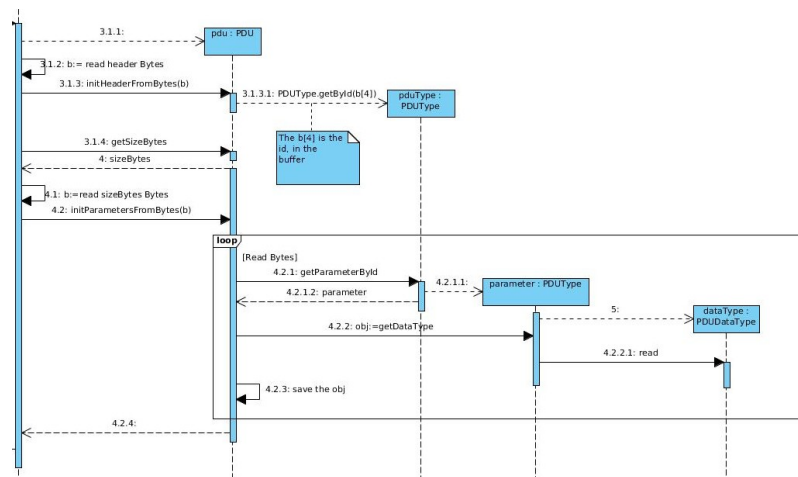 3.1.1:
pdu : PDU
3.1.2: b:= read header Bytes
3.1.3: initHeaderFromBytes(b)
3.1.3.1: PDUType.getById(b[4])
pduType :
PDUType
The b[4] is the
id, in the
buffer
3.1.4: getSizeBytes
4: sizeBytes
4.1: b:=read sizeBytes Bytes
4.2: initParametersFromBytes(b)
loop
[Read Bytes]
4.2.1: getParameterById
4.2.1.1:
parameter : PDUType
4.2.1.2: parameter
5:
dataType :
PDUDataType
4.2.2: obj:=getDataType
4.2.2.1: read
4.2.3: save the obj
4.2.4: